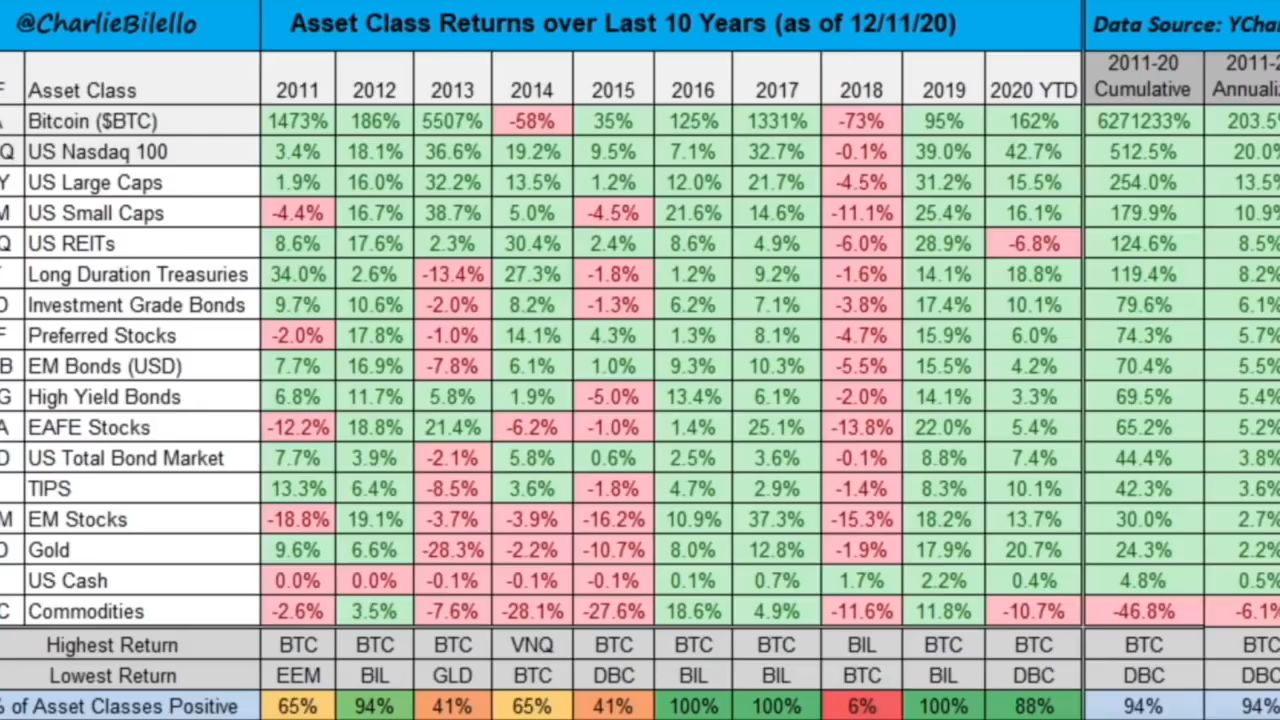 @CharlieBilello Asset Class Returns over Last 10 Years (as of 12/11/20) Data Source: YChar
F Asset Class 2011 2012 2013 2014 2015 2016 2017 2018 2019 2020 YTD 2011-20 Cumulative 2011-2 Annualiz
A Bitcoin ($BTC) 1473% 186% 5507% -58% 35% 125% 1331% -73% 95% 162% 6271233% 203.5%
Q US Nasdaq 100 3.4% 18.1% 36.6% 19.2% 9.5% 7.1% 32.7% -0.1% 39.0% 42.7% 512.5% 20.0%
Y US Large Caps 1.9% 16.0% 32.2% 13.5% 1.2% 12.0% 21.7% -4.5% 31.2% 15.5% 254.0% 13.5%
M US Small Caps -4.4% 16.7% 38.7% 5.0% -4.5% 21.6% 14.6% -11.1% 25.4% 16.1% 179.9% 10.9%
Q US REITs 8.6% 17.6% 2.3% 30.4% 2.4% 8.6% 4.9% -6.0% 28.9% -6.8% 124.6% 8.5%
Long Duration Treasuries 34.0% 2.6% -13.4% 27.3% -1.8% 1.2% 9.2% -1.6% 14.1% 18.8% 119.4% 8.2%
D Investment Grade Bonds 9.7% 10.6% -2.0% 8.2% -1.3% 6.2% 7.1% -3.8% 17.4% 10.1% 79.6% 6.1%
F Preferred Stocks -2.0% 17.8% -1.0% 14.1% 4.3% 1.3% 8.1% -4.7% 15.9% 6.0% 74.3% 5.7%
B EM Bonds (USD) 7.7% 16.9% -7.8% 6.1% 1.0% 9.3% 10.3% -5.5% 15.5% 4.2% 70.4% 5.5%
G High Yield Bonds 6.8% 11.7% 5.8% 1.9% -5.0% 13.4% 6.1% -2.0% 14.1% 3.3% 69.5% 5.4%
A EAFE Stocks -12.2% 18.8% 21.4% -6.2% -1.0% 1.4% 25.1% -13.8% 22.0% 5.4% 65.2% 5.2%
D US Total Bond Market 7.7% 3.9% -2.1% 5.8% 0.6% 2.5% 3.6% -0.1% 8.8% 7.4% 44.4% 3.8%
TIPS 13.3% 6.4% -8.5% 3.6% -1.8% 4.7% 2.9% -1.4% 8.3% 10.1% 42.3% 3.6%
M EM Stocks -18.8% 19.1% -3.7% -3.9% -16.2% 10.9% 37.3% -15.3% 18.2% 13.7% 30.0% 2.7%
D Gold 9.6% 6.6% -28.3% -2.2% -10.7% 8.0% 12.8% -1.9% 17.9% 20.7% 24.3% 2.2%
US Cash 0.0% 0.0% -0.1% -0.1% -0.1% 0.1% 0.7% 1.7% 2.2% 0.4% 4.8% 0.5%
C Commodities -2.6% 3.5% -7.6% -28.1% -27.6% 18.6% 4.9% -11.6% 11.8% -10.7% -46.8% -6.1%
Highest Return BTC BTC BTC VNQ BTC BTC BTC BIL BTC BTC BTC BTC
Lowest Return EEM BIL GLD BTC DBC BIL BIL BTC BIL DBC DBC DBC
% of Asset Classes Positive 65% 94% 41% 65% 41% 100% 100% 6% 100% 88% 94% 94%